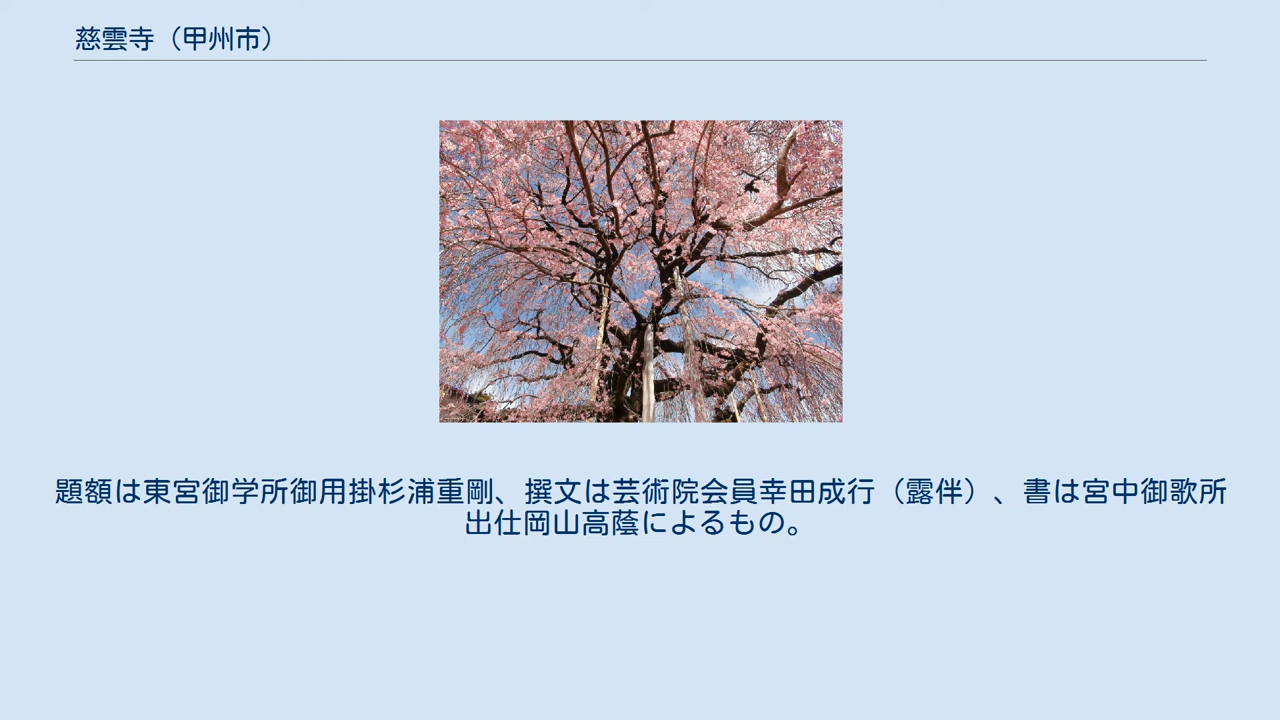 慈雲寺（甲州市）
題額は東宮御学所御用掛杉浦重剛、撰文は芸術院会員幸田成行（露伴）、書は宮中御歌所
出仕岡山高蔭によるもの。